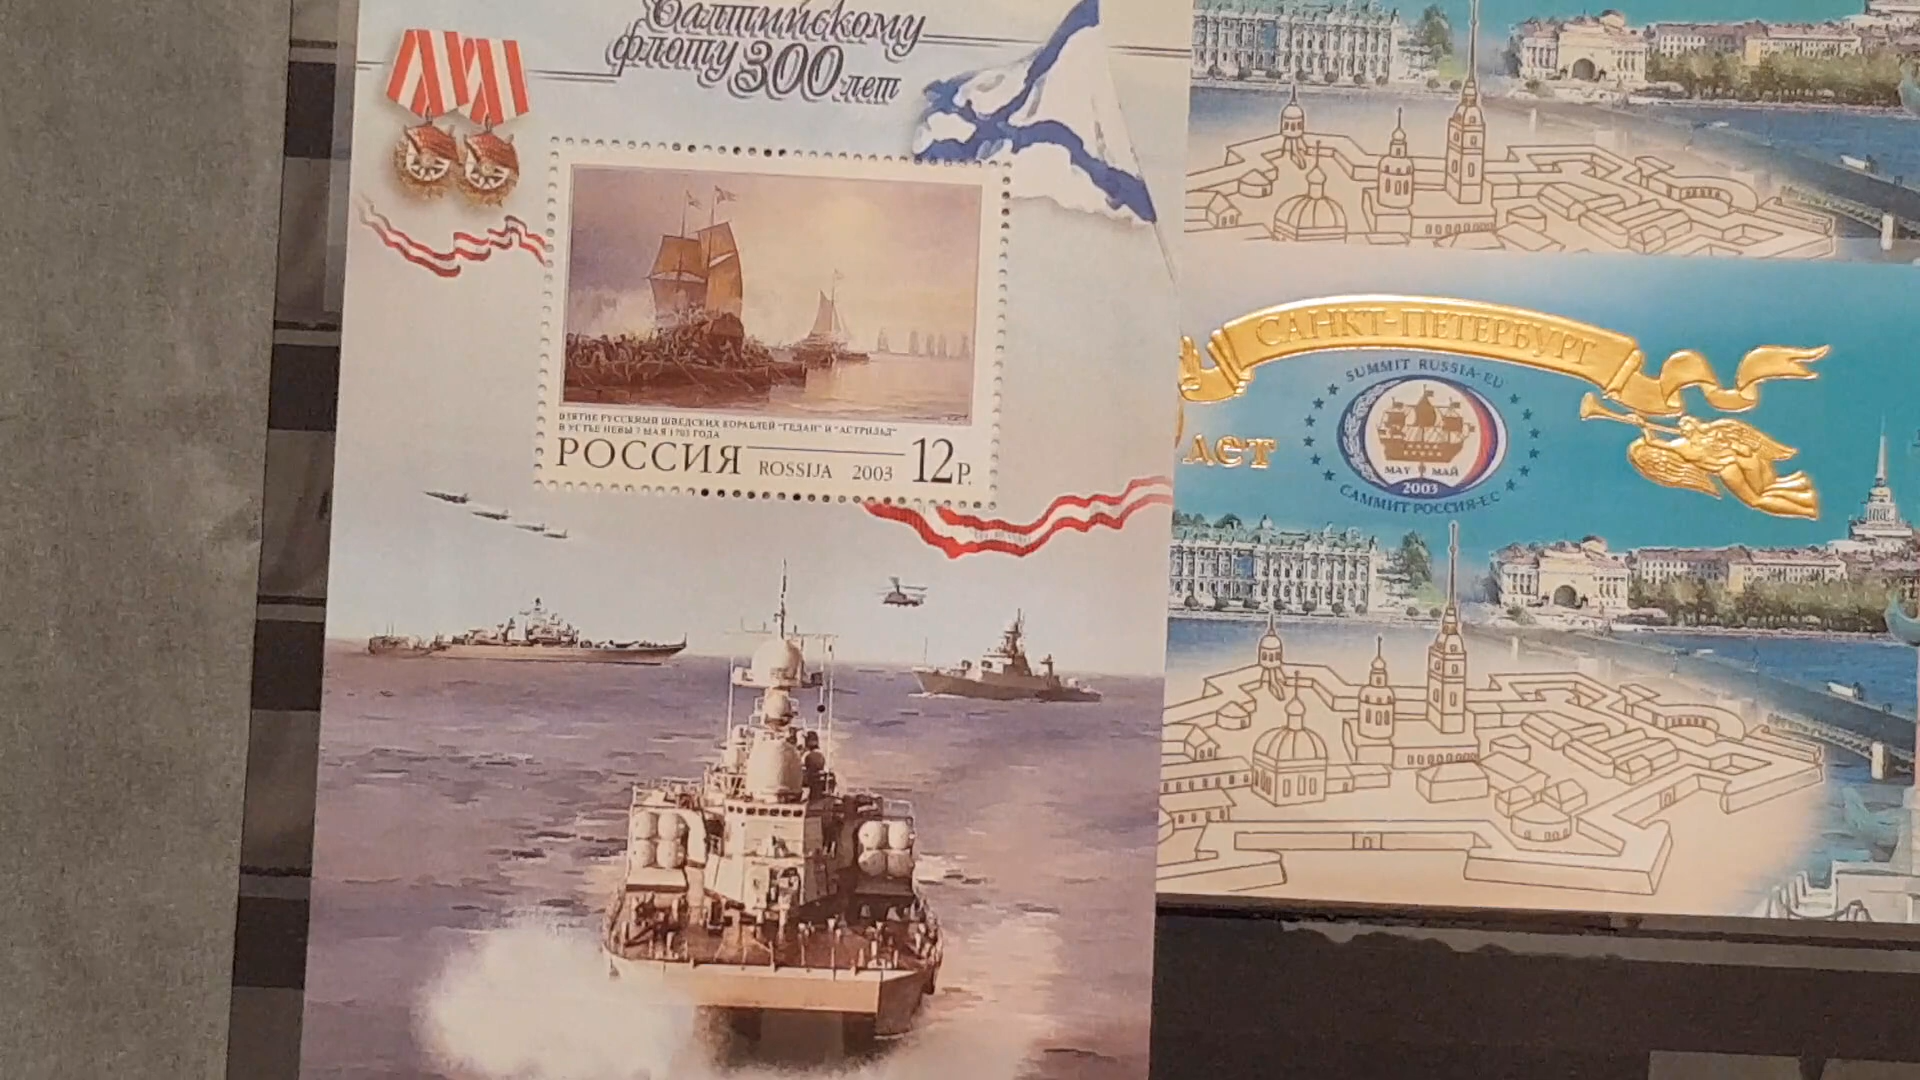 Балтийскому
флоту 300 лет
ВЗЯТИЕ РУССКИМИ ШВЕДСКИХ КОРАБЛЕЙ "ГЕДАН" И "АСТРИЛЬД"
В УСТЬЕ НЕВЫ 7 МАЯ 1703 ГОДА
РОССИЯ ROSSIJA 2003 12 Р.
САНКТ-ПЕТЕРБУРГ
SUMMIT RUSSIA-EU
MAY МАЙ
2003
САММИТ РОССИЯ-ЕС
лет